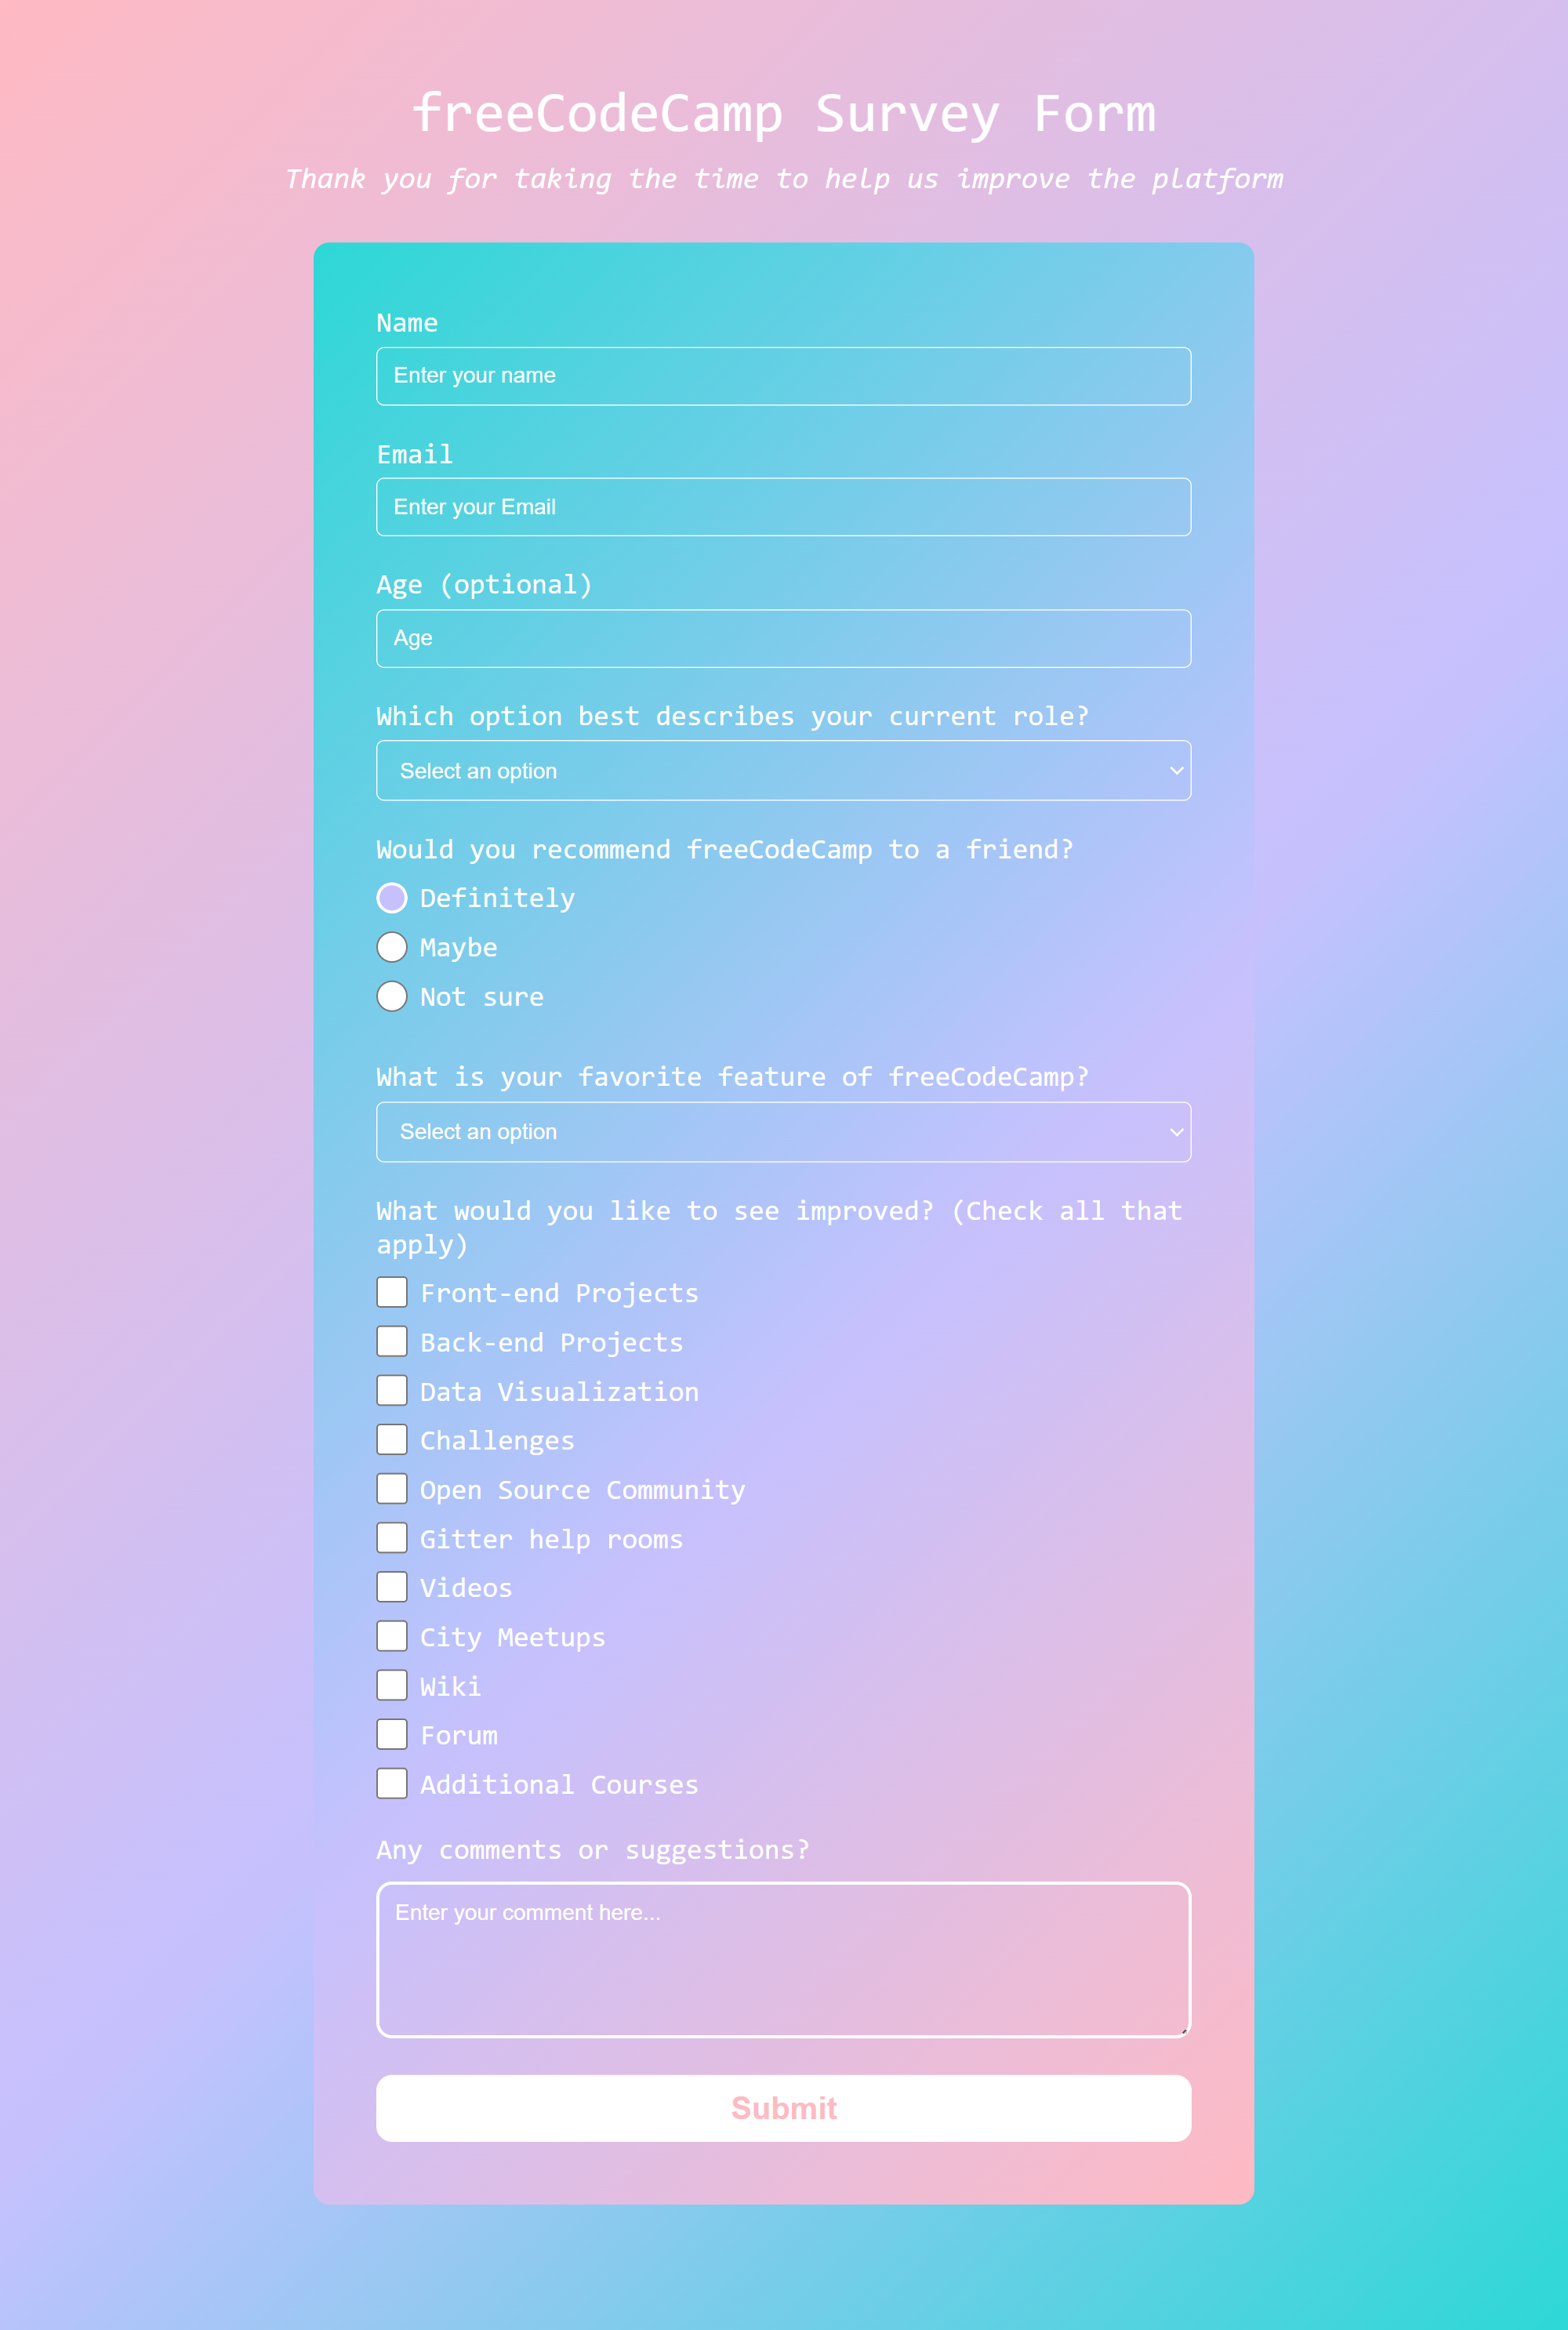 freeCodeCamp Survey Form
Thank you for taking the time to help us improve the platform
Name
Enter your name
Email
Enter your Email
Age (optional)
Age
Which option best describes your current role?
Select an option
Would you recommend freeCodeCamp to a friend?
Definitely
Maybe
Not sure
What is your favorite feature of freeCodeCamp?
Select an option
What would you like to see improved? (Check all that
apply)
Front-end Projects
Back-end Projects
Data Visualization
Challenges
Open Source Community
Gitter help rooms
Videos
City Meetups
Wiki
Forum
Additional Courses
Any comments or suggestions?
Enter your comment here...
Submit